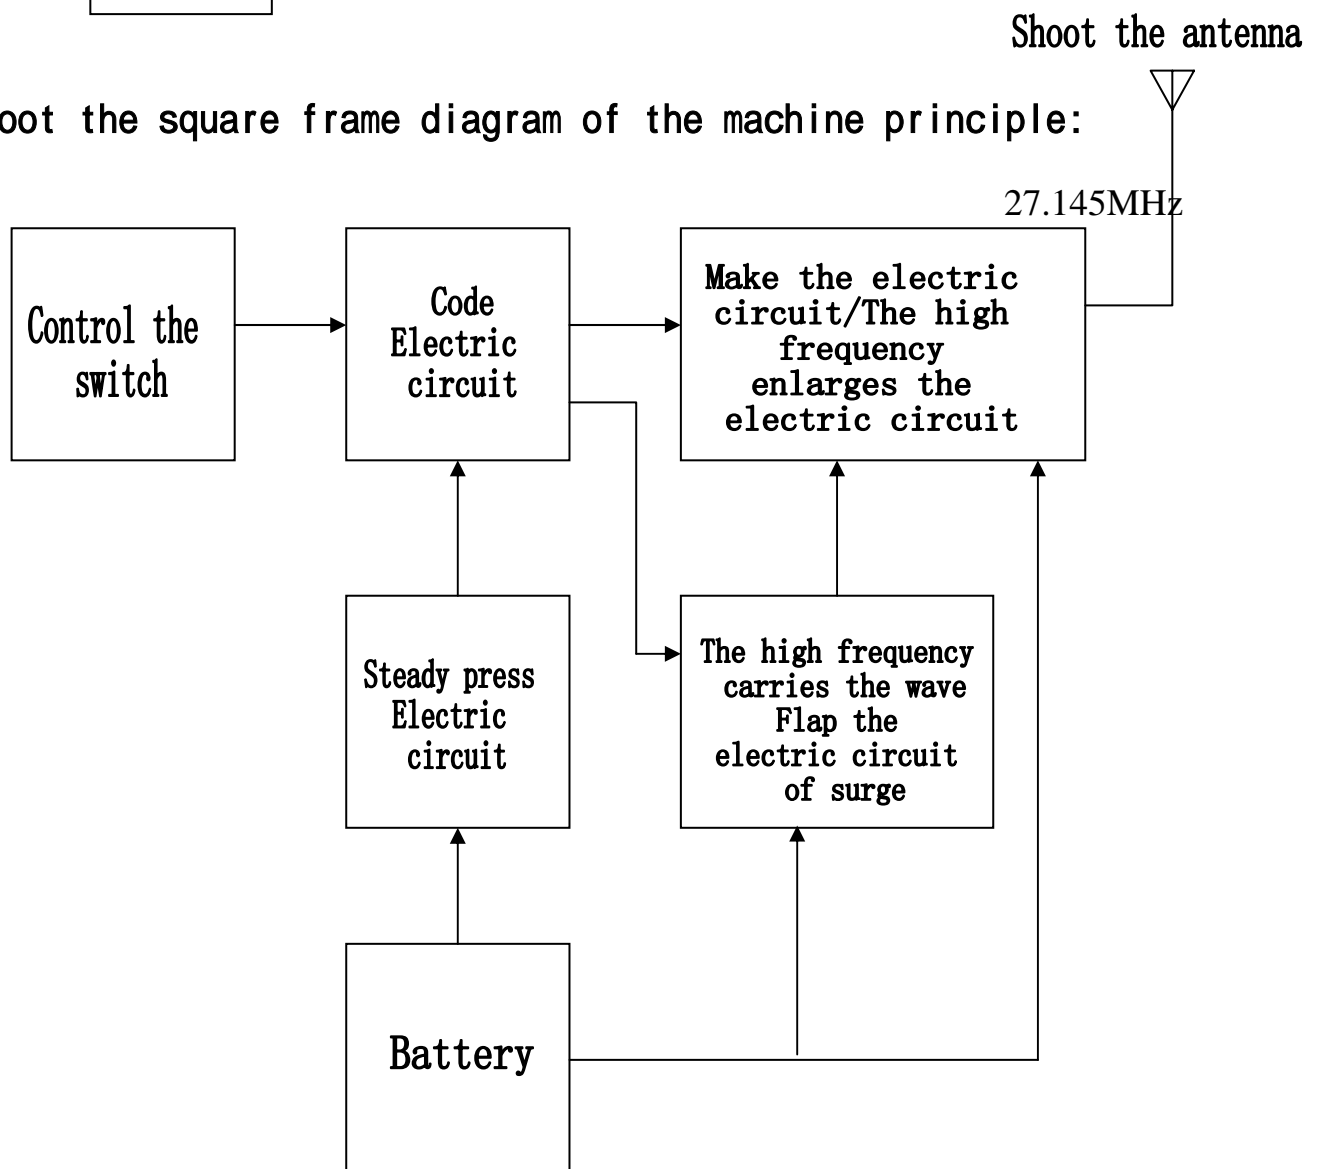 Shoot the antenna
oot the square frame diagram of the machine principle:
27.145MHz
Control the
switch
Code
Electric
circuit
Make the electric
circuit/The high
frequency
enlarges the
electric circuit
Steady press
Electric
circuit
The high frequency
carries the wave
Flap the
electric circuit
of surge
Battery